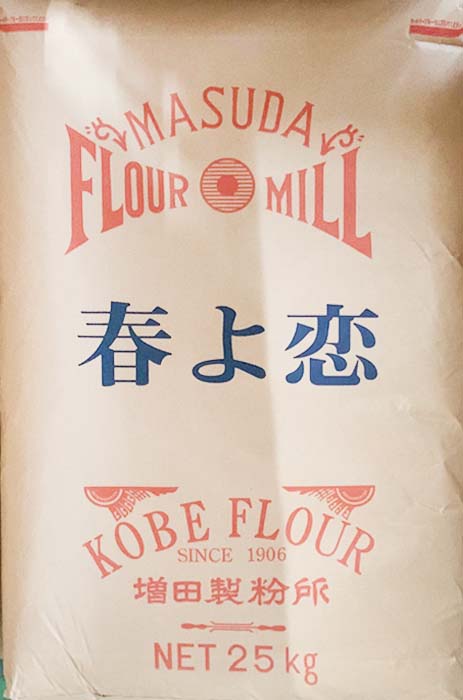 MASUDA
FLOUR MILL
春よ恋
KOBE FLOUR
SINCE 1906
増田製粉所
NET 25kg